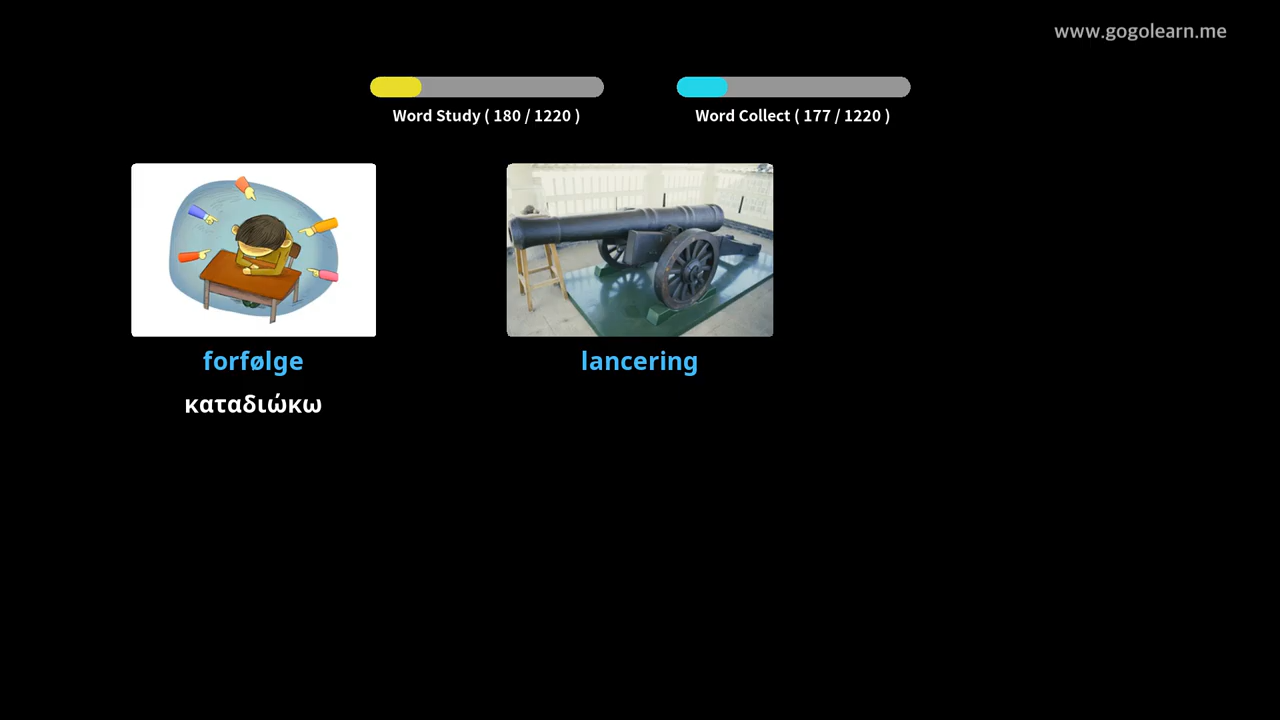 www.gogolearn.me
Word Study ( 180 / 1220 )
Word Collect ( 177 / 1220 )
forfølge
lancering
καταδιώκω